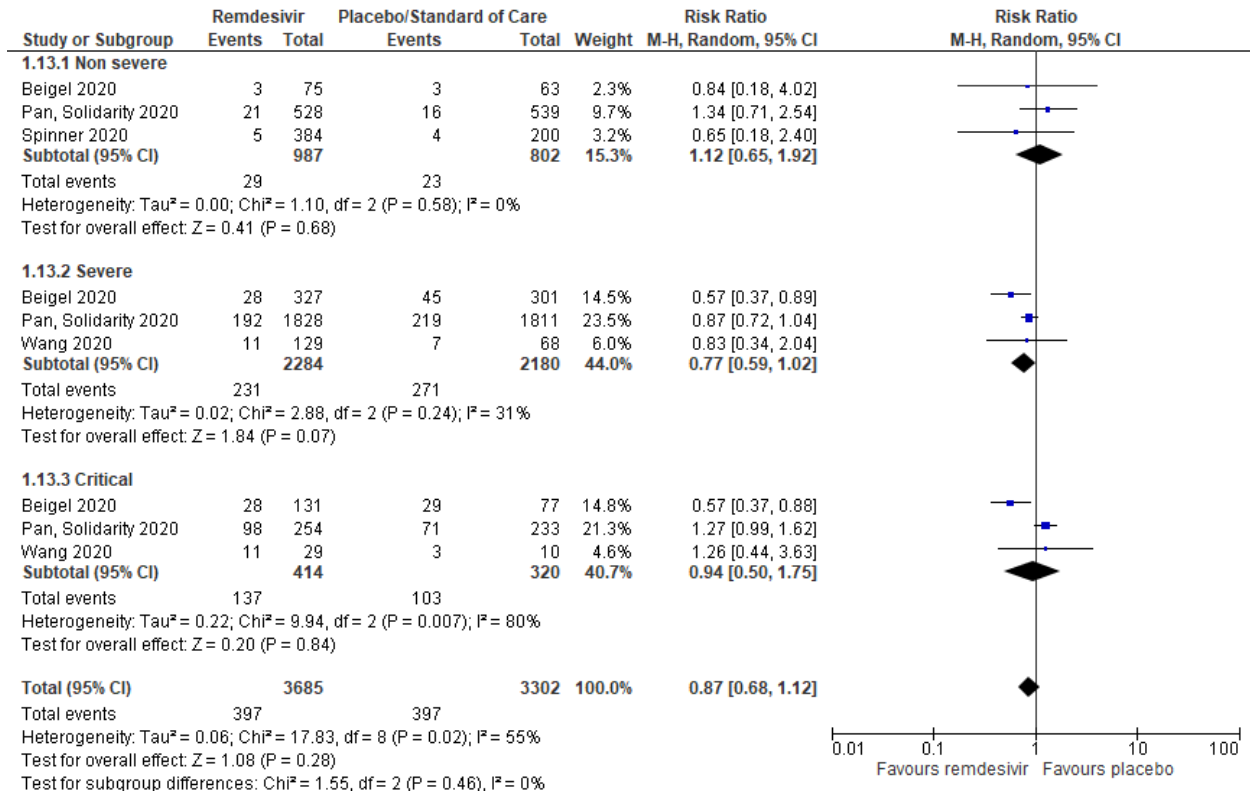 Remdesivir Placebo/Standard of Care Risk Ratio Risk Ratio
Study or Subgroup Events Total Events Total Weight M-H, Random, 95% CI M-H, Random, 95% CI
1.13.1 Non severe
Beigel 2020 3 75 3 63 2.3% 0.84 [0.18, 4.02]
Pan, Solidarity 2020 21 528 16 539 9.7% 1.34 [0.71, 2.54]
Spinner 2020 5 384 4 200 3.2% 0.65 [0.18, 2.40]
Subtotal (95% CI) 987 802 15.3% 1.12 [0.65, 1.92]
Total events 29 23
Heterogeneity: Tau² = 0.00; Chi² = 1.10, df = 2 (P = 0.58); I² = 0%
Test for overall effect: Z = 0.41 (P = 0.68)
1.13.2 Severe
Beigel 2020 28 327 45 301 14.5% 0.57 [0.37, 0.89]
Pan, Solidarity 2020 192 1828 219 1811 23.5% 0.87 [0.72, 1.04]
Wang 2020 11 129 7 68 6.0% 0.83 [0.34, 2.04]
Subtotal (95% CI) 2284 2180 44.0% 0.77 [0.59, 1.02]
Total events 231 271
Heterogeneity: Tau² = 0.02; Chi² = 2.88, df = 2 (P = 0.24); I² = 31%
Test for overall effect: Z = 1.84 (P = 0.07)
1.13.3 Critical
Beigel 2020 28 131 29 77 14.8% 0.57 [0.37, 0.88]
Pan, Solidarity 2020 98 254 71 233 21.3% 1.27 [0.99, 1.62]
Wang 2020 11 29 3 10 4.6% 1.26 [0.44, 3.63]
Subtotal (95% CI) 414 320 40.7% 0.94 [0.50, 1.75]
Total events 137 103
Heterogeneity: Tau² = 0.22; Chi² = 9.94, df = 2 (P = 0.007); I² = 80%
Test for overall effect: Z = 0.20 (P = 0.84)
Total (95% CI) 3685 3302 100.0% 0.87 [0.68, 1.12]
Total events 397 397
Heterogeneity: Tau² = 0.06; Chi² = 17.83, df = 8 (P = 0.02); I² = 55%
Test for overall effect: Z = 1.08 (P = 0.28)
Test for subgroup differences: Chi² = 1.55, df = 2 (P = 0.46), I² = 0%
0.01 0.1 1 10 100
Favours remdesivir Favours placebo